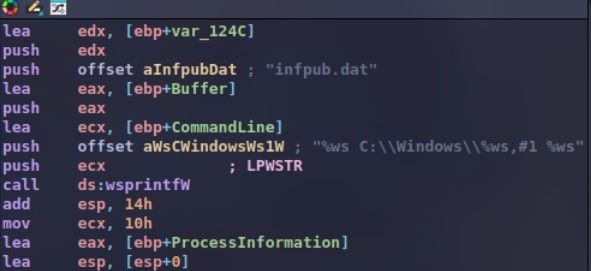 lea edx, [ebp+var_124C]
push edx
push offset aInfpubDat ; "infpub.dat"
lea eax, [ebp+Buffer]
push eax
lea ecx, [ebp+CommandLine]
push offset aWsCWindowsWs1W ; "%ws C:\\Windows\\%ws,#1 %ws"
push ecx ; LPWSTR
call ds:wsprintfW
add esp, 14h
mov ecx, 10h
lea eax, [ebp+ProcessInformation]
lea esp, [esp+0]